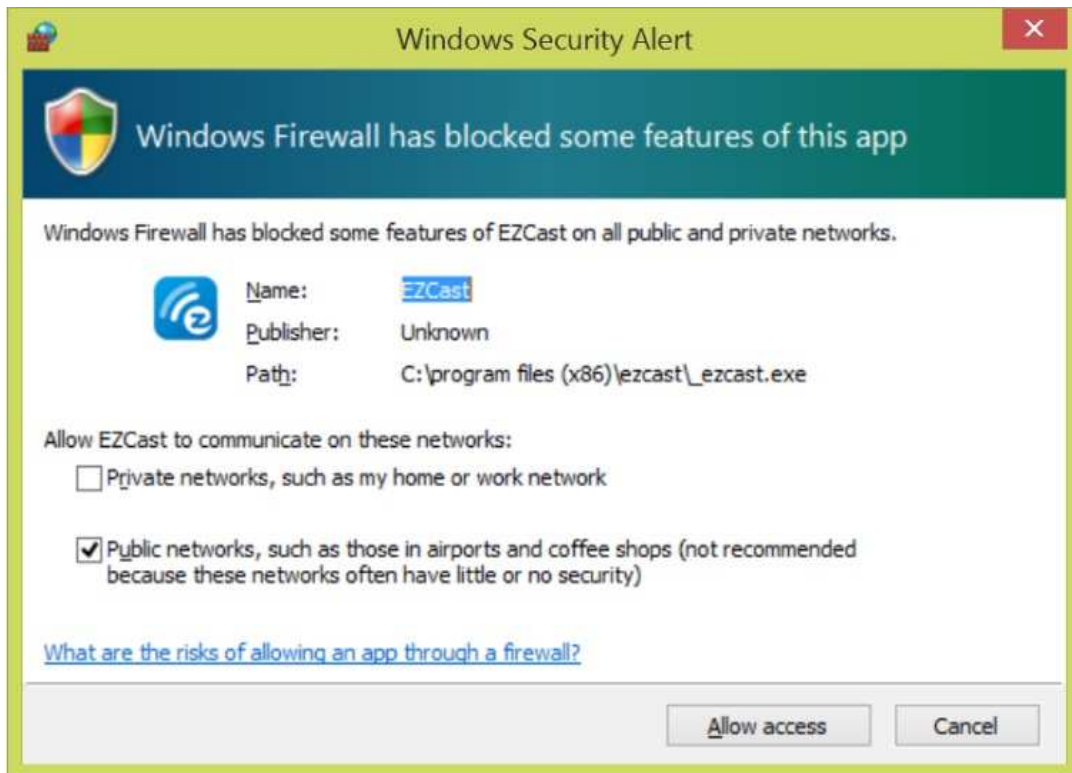 Windows Security Alert
Windows Firewall has blocked some features of this app
Windows Firewall has blocked some features of EZCast on all public and private networks.
Name: EZCast
Publisher: Unknown
Path: C:\program files (x86)\ezcast\_ezcast.exe
Allow EZCast to communicate on these networks:
Private networks, such as my home or work network
Public networks, such as those in airports and coffee shops (not recommended
because these networks often have little or no security)
What are the risks of allowing an app through a firewall?
Allow access Cancel